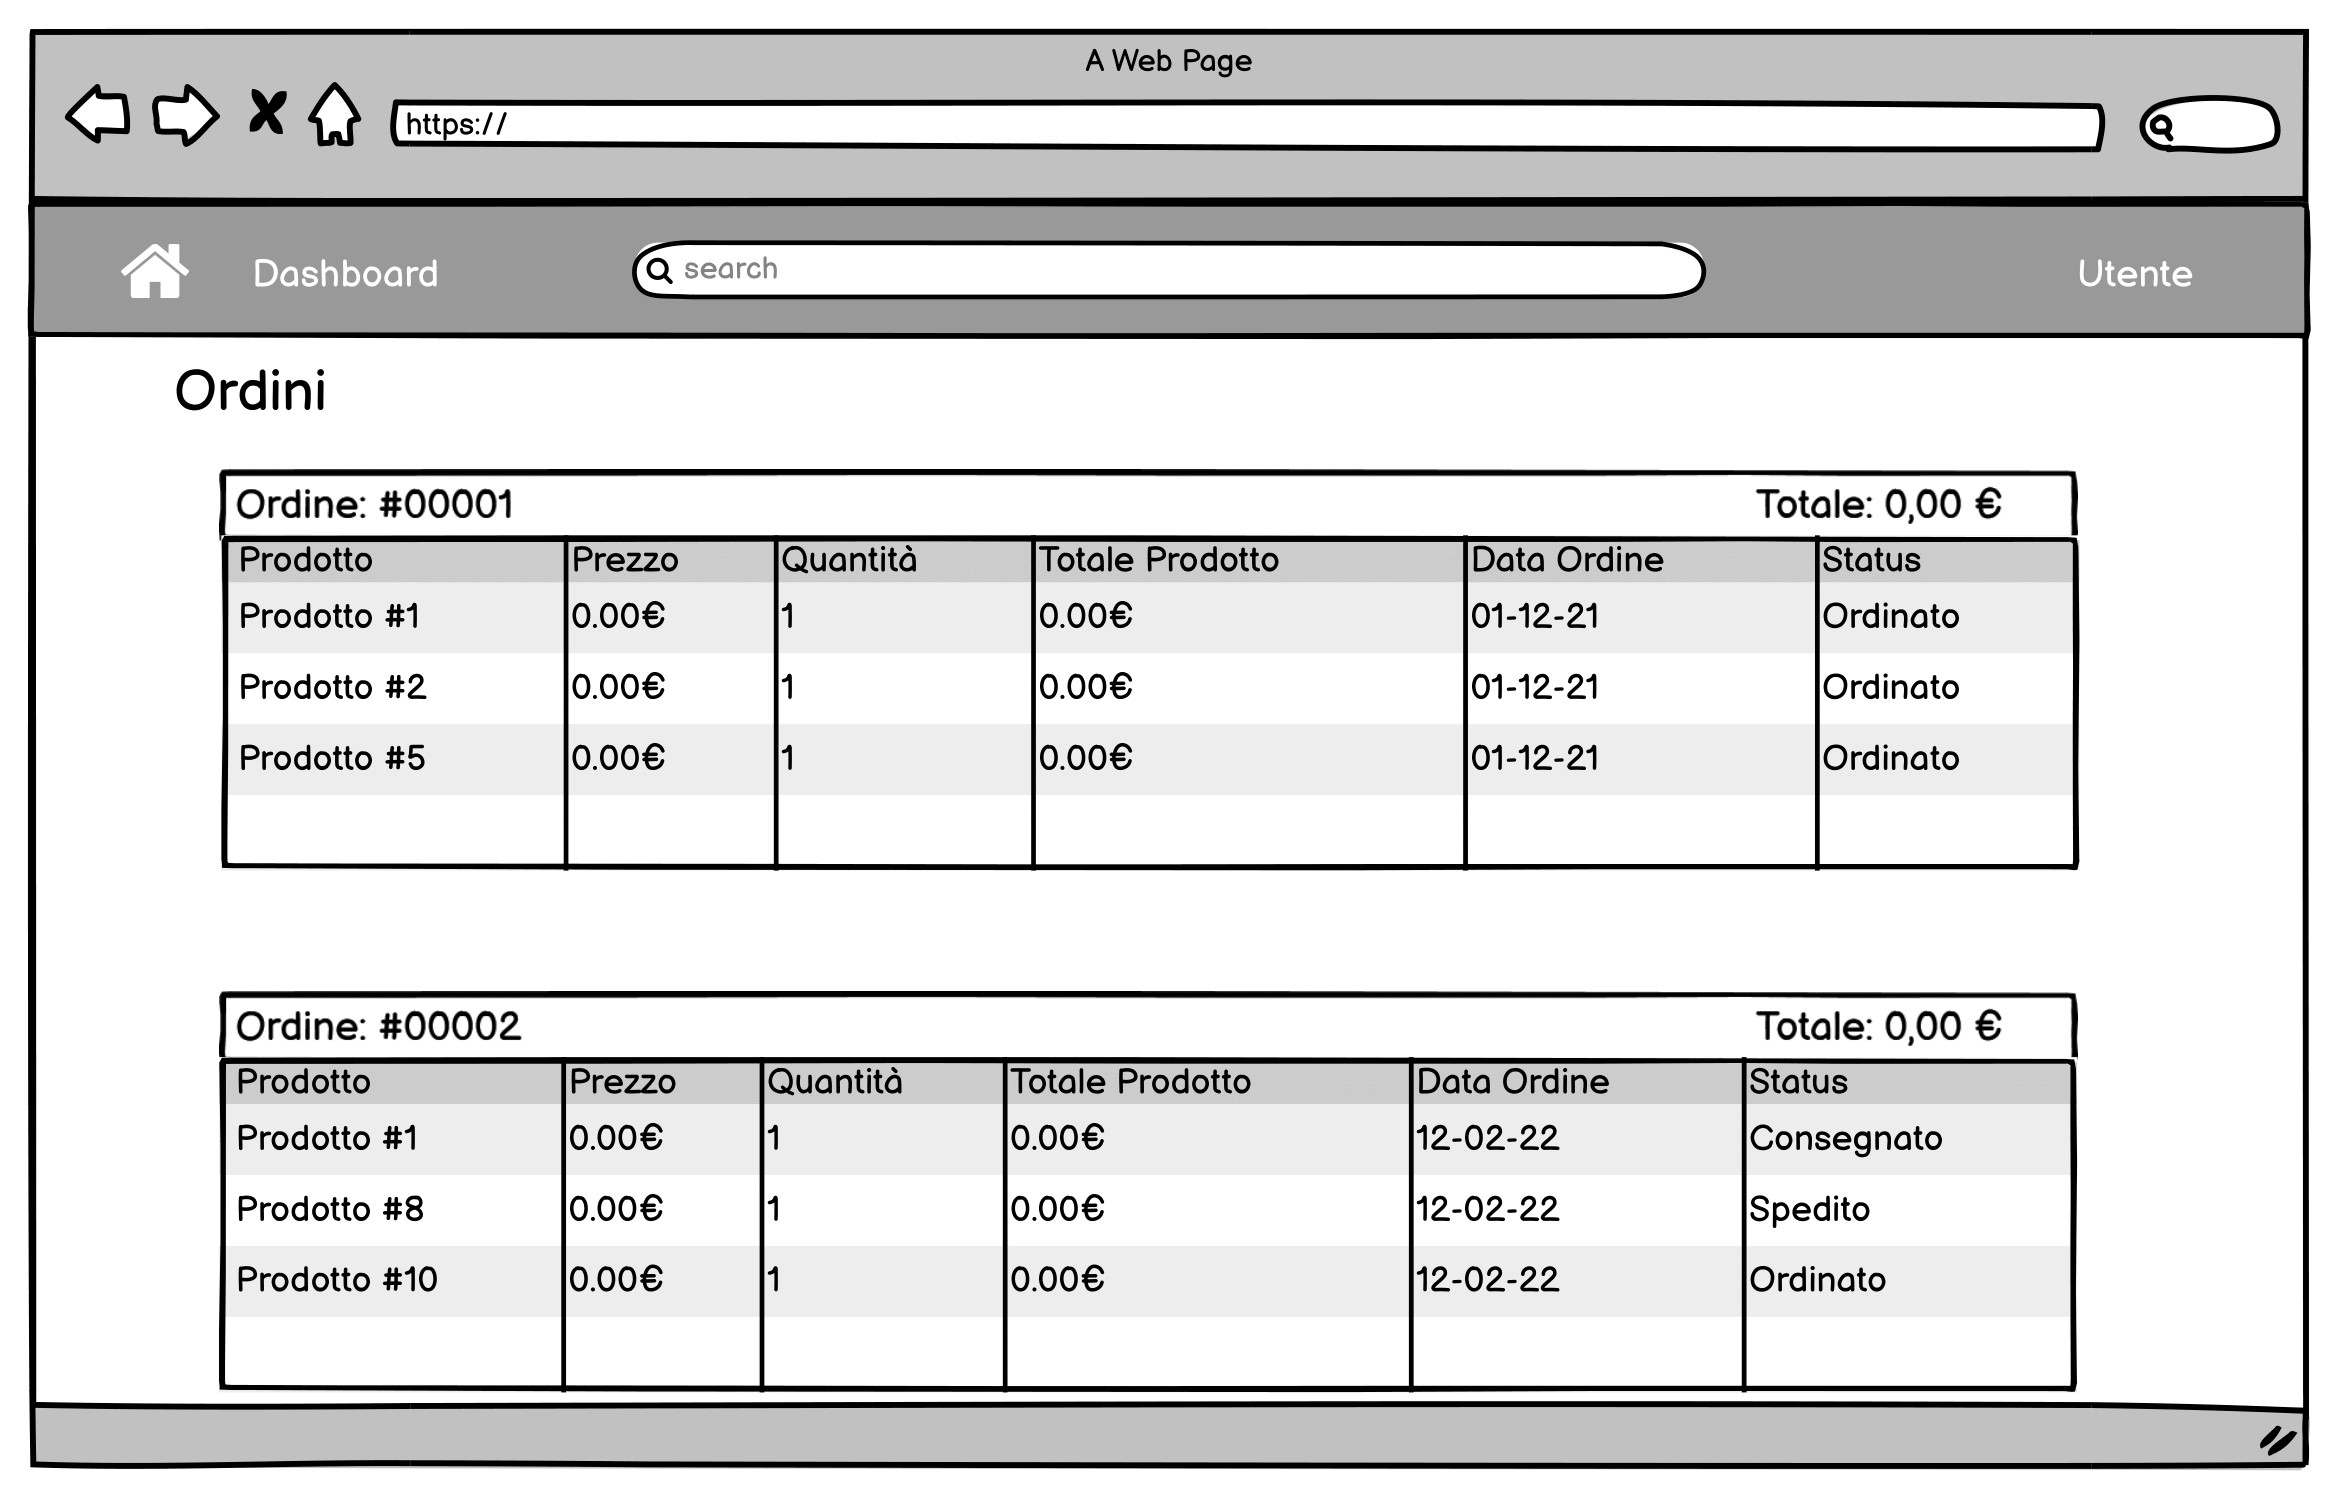 A Web Page
https://
Dashboard search Utente
Ordini
Ordine: #00001 Totale: 0,00 €
Prodotto Prezzo Quantità Totale Prodotto Data Ordine Status
Prodotto #1 0.00€ 1 0.00€ 01-12-21 Ordinato
Prodotto #2 0.00€ 1 0.00€ 01-12-21 Ordinato
Prodotto #5 0.00€ 1 0.00€ 01-12-21 Ordinato
Ordine: #00002 Totale: 0,00 €
Prodotto Prezzo Quantità Totale Prodotto Data Ordine Status
Prodotto #1 0.00€ 1 0.00€ 12-02-22 Consegnato
Prodotto #8 0.00€ 1 0.00€ 12-02-22 Spedito
Prodotto #10 0.00€ 1 0.00€ 12-02-22 Ordinato